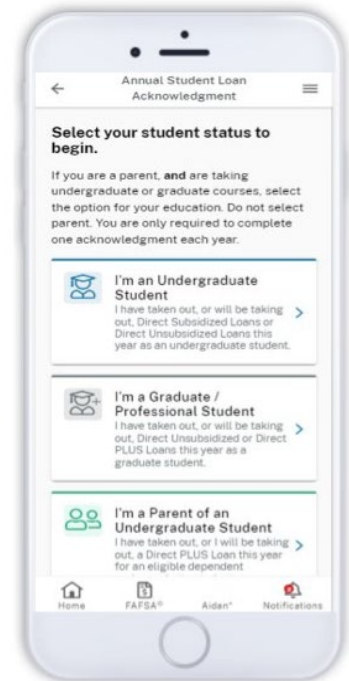 Annual Student Loan
Acknowledgment
Select your student status to
begin.
If you are a parent, and are taking
undergraduate or graduate courses, select
the option for your education. Do not select
parent. You are only required to complete
one acknowledgment each year.
I'm an Undergraduate
Student
I have taken out, or will be taking
out, Direct Subsidized Loans or
Direct Unsubsidized Loans this
year as an undergraduate student.
I'm a Graduate /
Professional Student
I have taken out, or will be taking
out, Direct Unsubsidized or Direct
PLUS Loans this year as a
graduate student.
I'm a Parent of an
Undergraduate Student
I have taken out, or I will be taking
out, a Direct PLUS Loan this year
for an eligible dependent
Home FAFSA® Aidan℠ Notifications